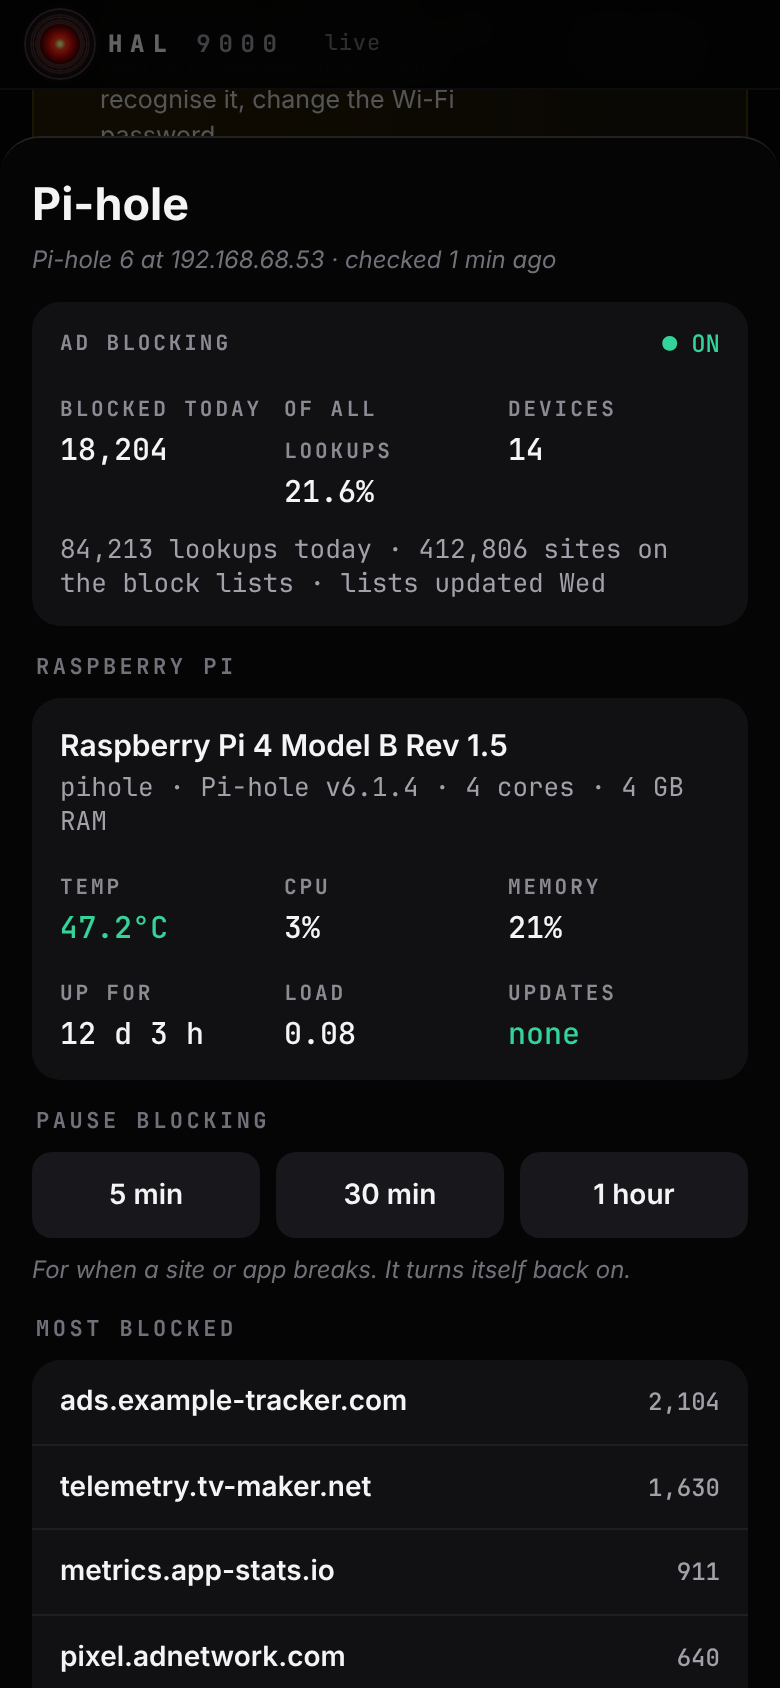 HAL 9000 live
recognise it, change the Wi-Fi
password.
Pi-hole
Pi-hole 6 at 192.168.68.53 · checked 1 min ago
AD BLOCKING
ON
BLOCKED TODAY
18,204
OF ALL
LOOKUPS
21.6%
DEVICES
14
84,213 lookups today · 412,806 sites on
the block lists · lists updated Wed
RASPBERRY PI
Raspberry Pi 4 Model B Rev 1.5
pihole · Pi-hole v6.1.4 · 4 cores · 4 GB
RAM
TEMP
47.2°C
CPU
3%
MEMORY
21%
UP FOR
12 d 3 h
LOAD
0.08
UPDATES
none
PAUSE BLOCKING
5 min
30 min
1 hour
For when a site or app breaks. It turns itself back on.
MOST BLOCKED
ads.example-tracker.com
2,104
telemetry.tv-maker.net
1,630
metrics.app-stats.io
911
pixel.adnetwork.com
640